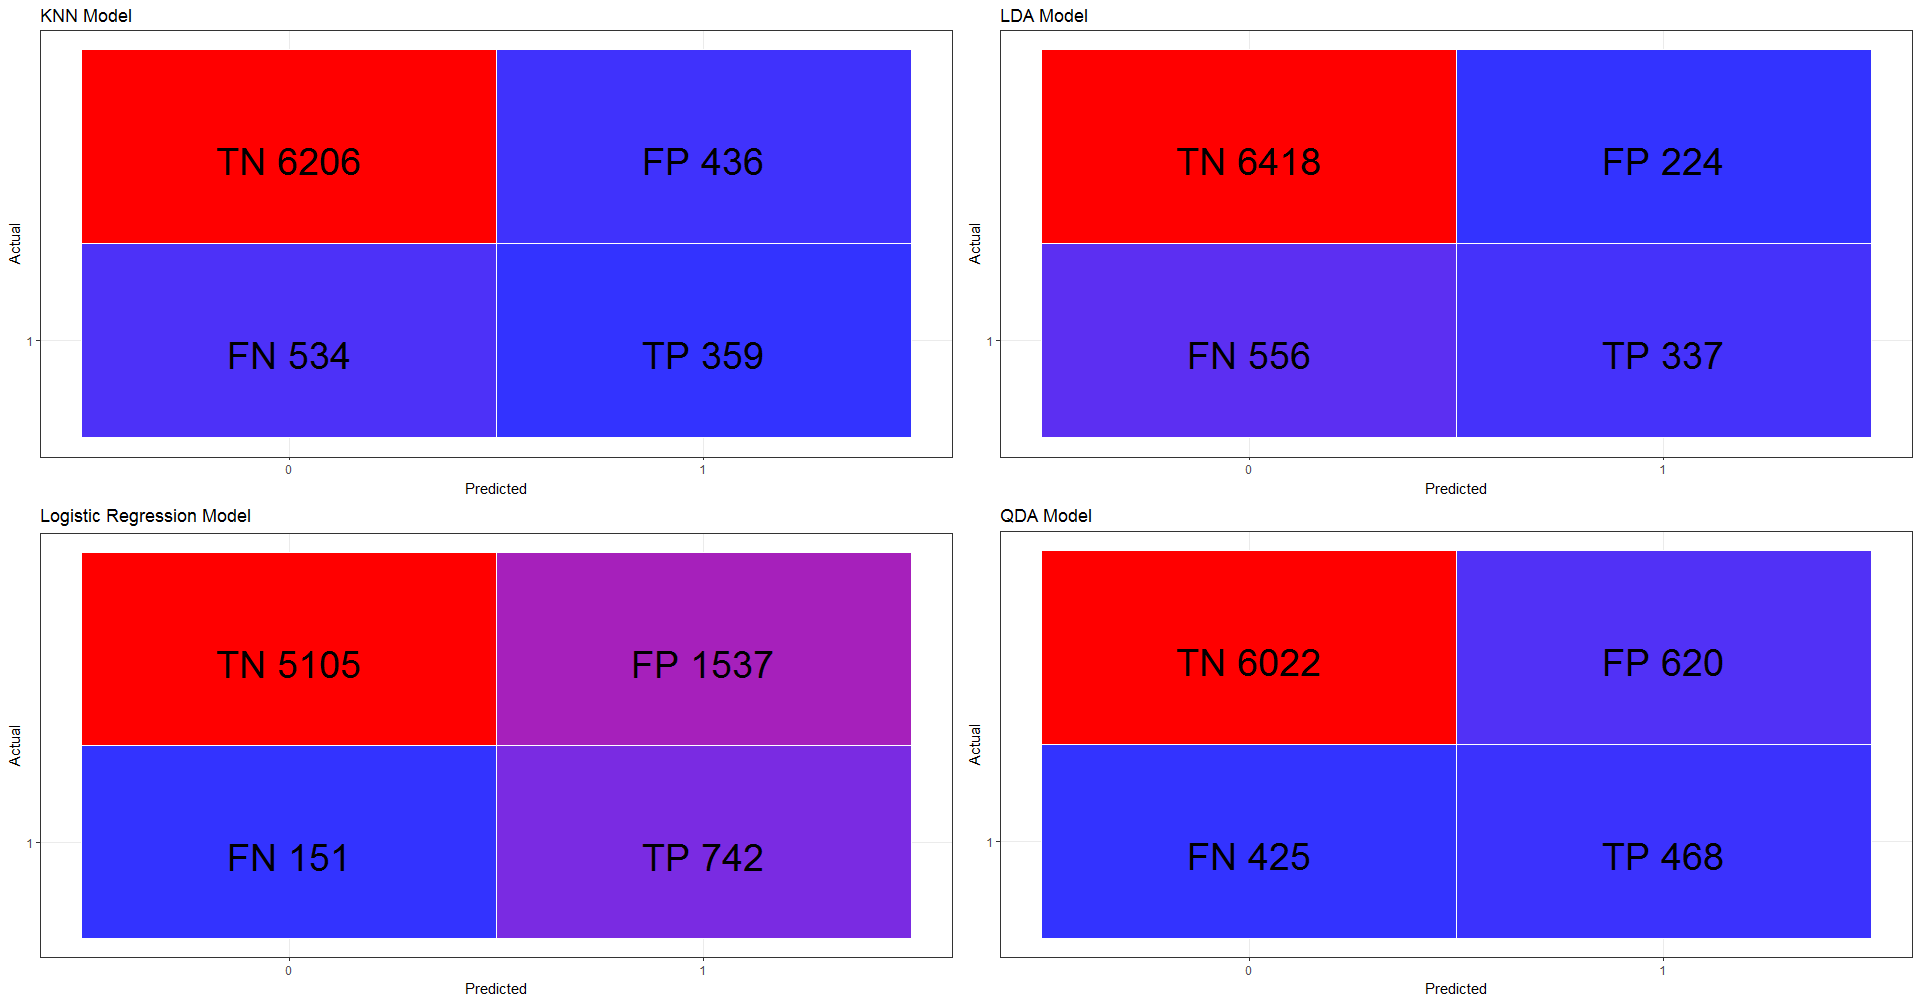 KNN Model
TN 6206
FP 436
FN 534
TP 359
Actual
1
0
1
Predicted
LDA Model
TN 6418
FP 224
FN 556
TP 337
Actual
1
0
1
Predicted
Logistic Regression Model
TN 5105
FP 1537
FN 151
TP 742
Actual
1
0
1
Predicted
QDA Model
TN 6022
FP 620
FN 425
TP 468
Actual
1
0
1
Predicted